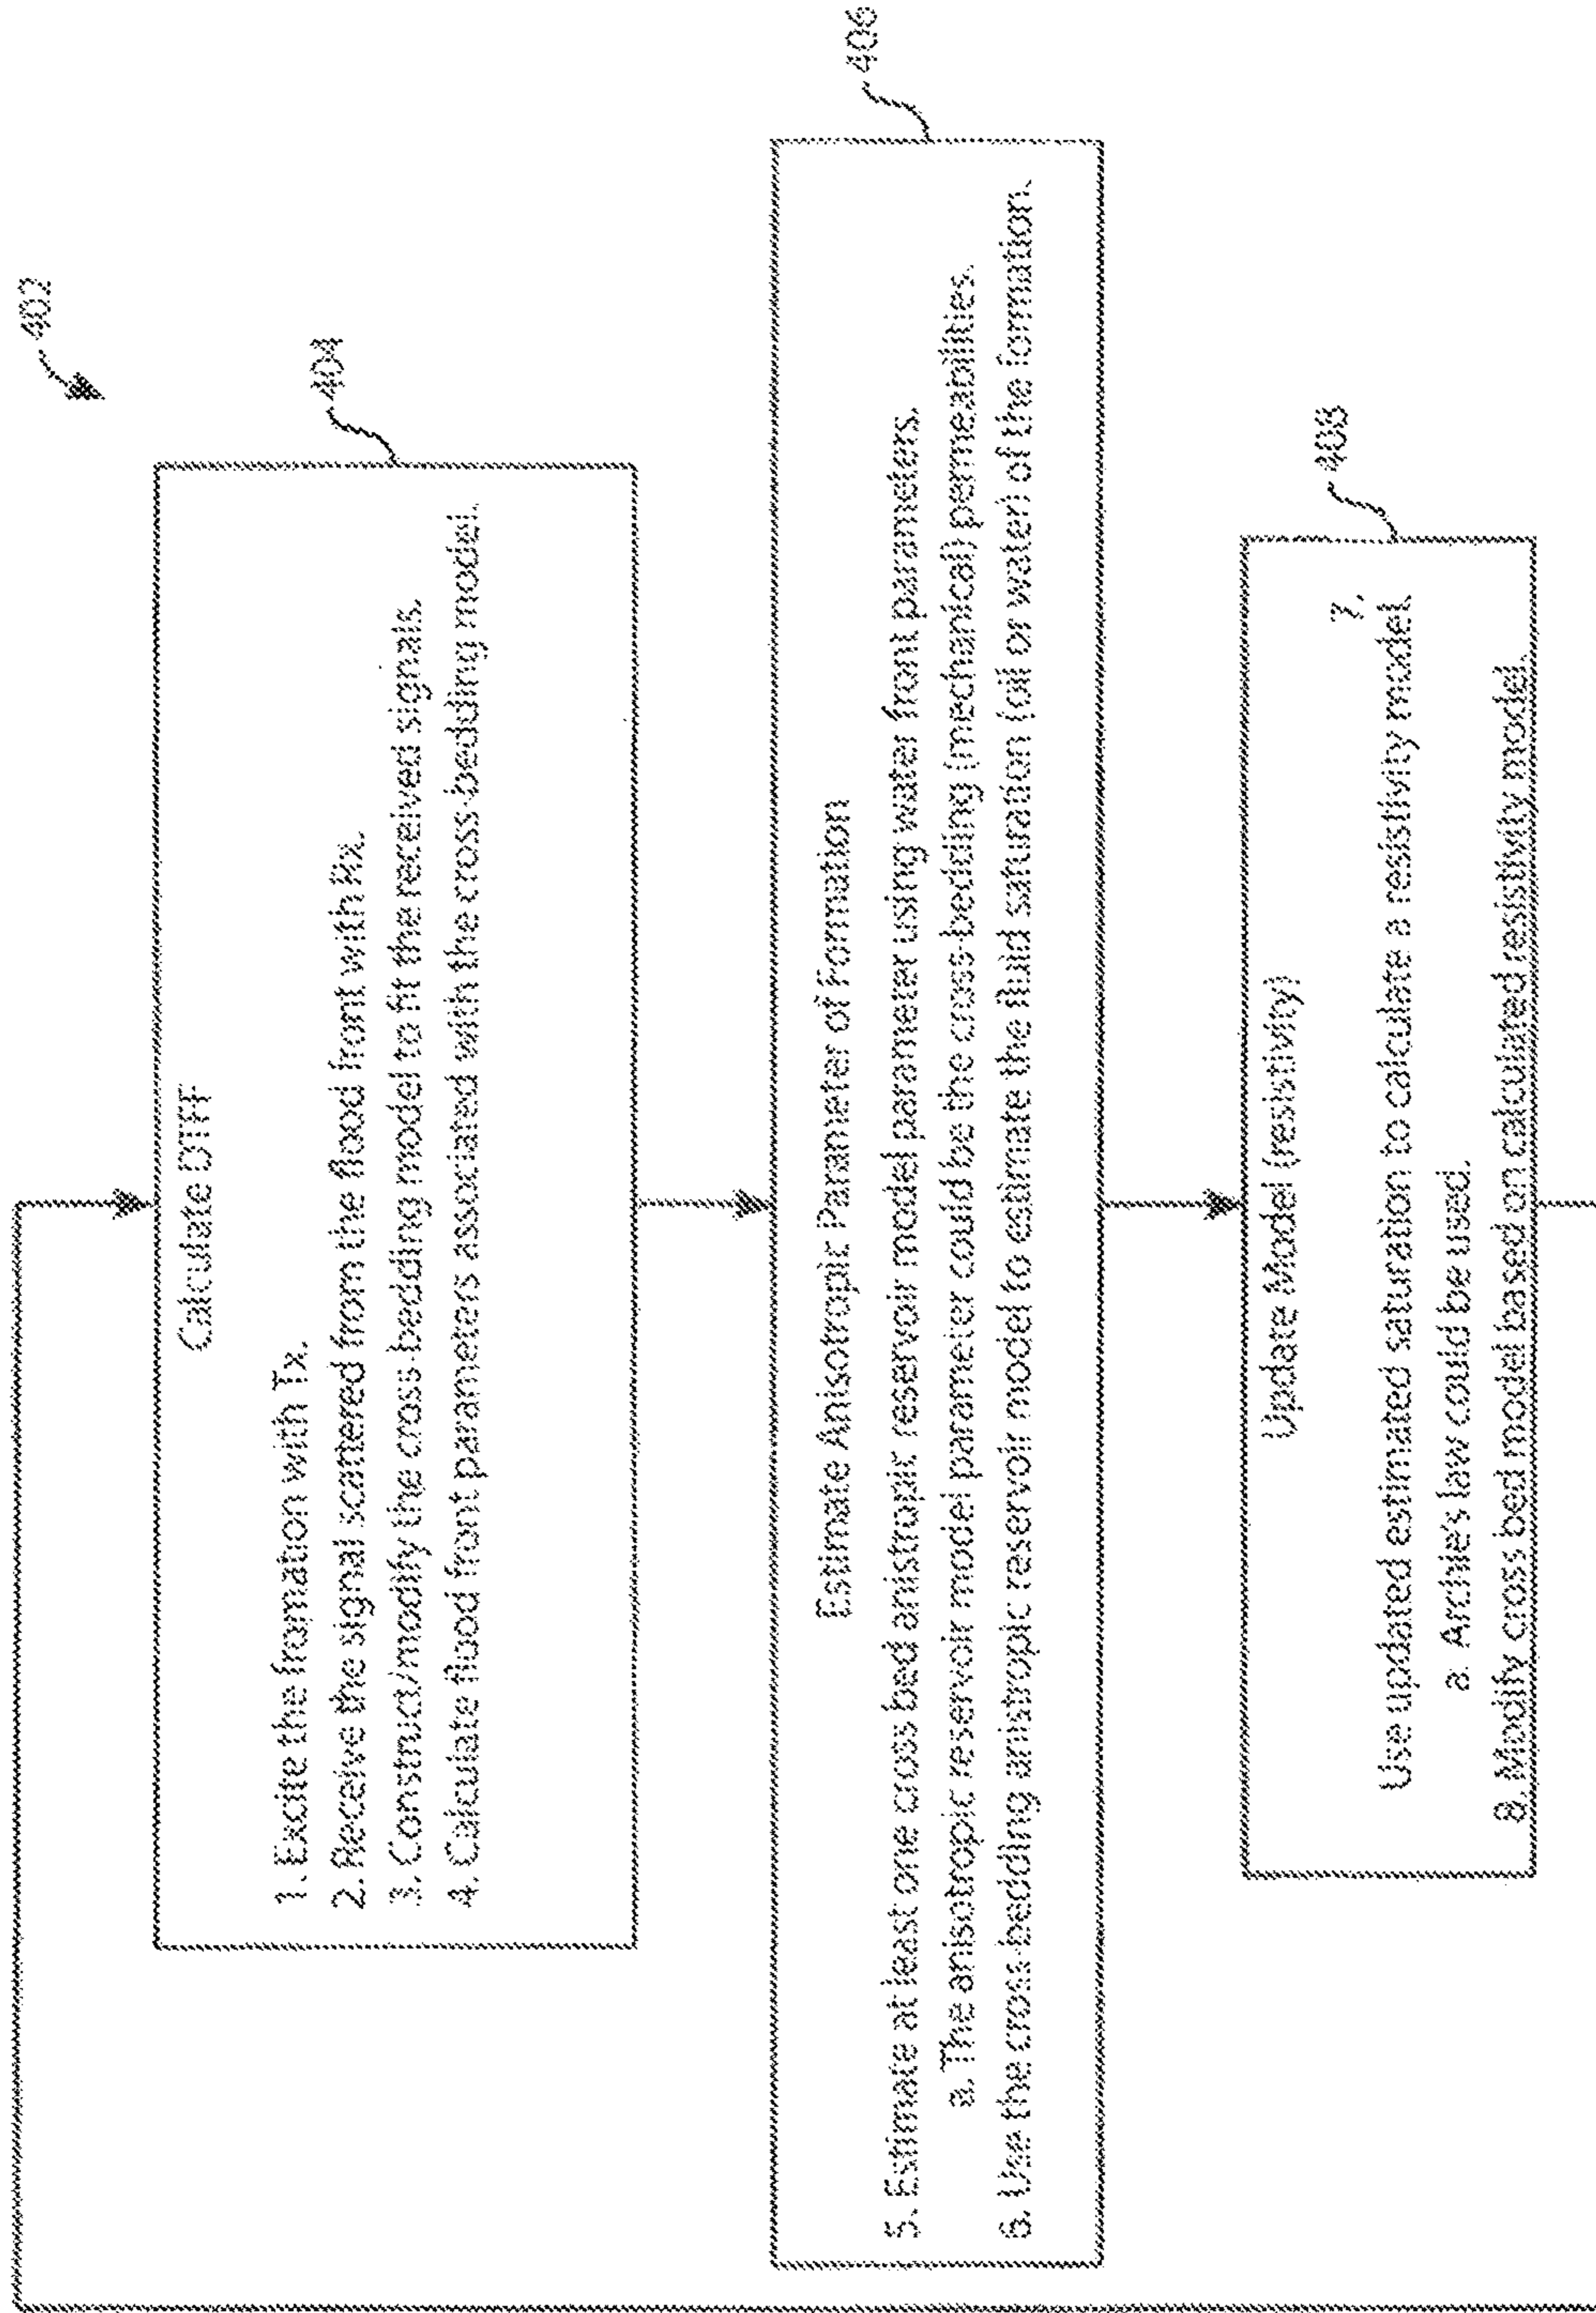 402
Calculate DTFF
404
1. Excite the fromation with Tx.
2. Receive the signal scattered from the flood front with Rx.
3. Construct/modify the cross-bedding model to fit the received signals.
4. Calculate flood front parameters associated with the cross-bedding model.
Estimate Anisotropic Parameter of Formation
406
5. Estimate at least one cross bed anistropic reservoir model parameter using water front parameters.
a. The anisotropic reservoir model parameter could be the cross-bedding (mechanical) permeabilities.
6. Use the cross-bedding anistropic reservoir model to estimate the fluid saturation (oil or water) of the formation.
Update Model (resistivity)
408
7.
Use updated estimated saturation to calculate a resistivity model.
a. Archie's law could be used.
8. Modify cross bed model based on calculated resistivity model.